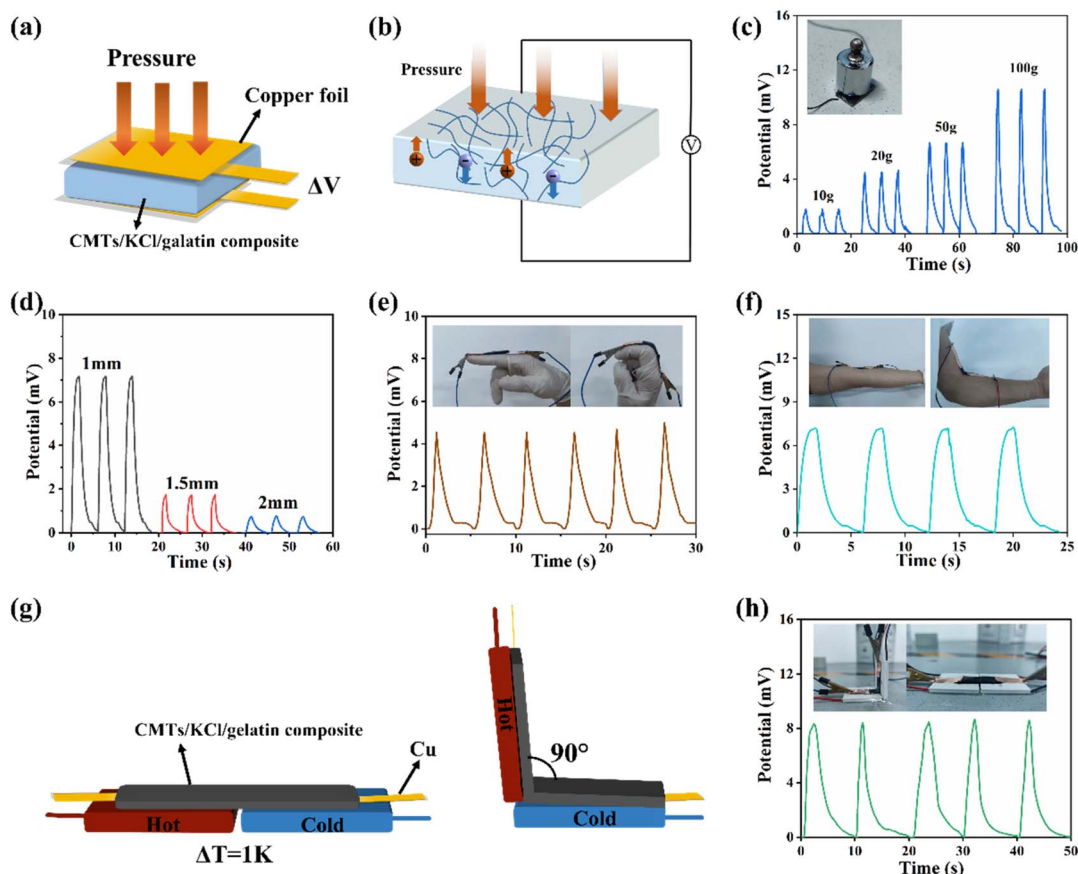 (a)
Pressure
Copper foil
ΔV
CMTs/KCl/galatin composite
(b)
Pressure
+
-
+
-
V
(c)
Potential (mV)
16
12
8
4
0
10g
20g
50g
100g
0 20 40 60 80 100
Time (s)
(d)
Potential (mV)
10
8
6
4
2
0
1mm
1.5mm
2mm
0 10 20 30 40 50 60
Time (s)
(e)
Potential (mV)
10
8
6
4
2
0
0 5 10 15 20 25 30
Time (s)
(f)
Potential (mV)
15
12
9
6
3
0
0 5 10 15 20 25
Timc (s)
(g)
CMTs/KCl/gelatin composite
Cu
Hot
Cold
ΔT=1K
Hot
90°
Cold
(h)
Potential (mV)
16
12
8
4
0
0 10 20 30 40 50
Time (s)